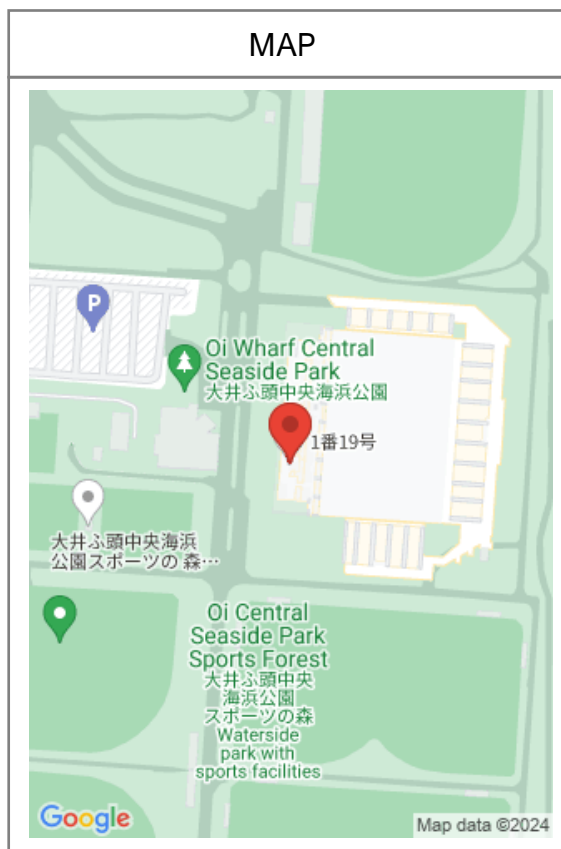 MAP
P
Oi Wharf Central
Seaside Park
大井ふ頭中央海浜公園
1番19号
大井ふ頭中央海浜
公園スポーツの 森…
Oi Central
Seaside Park
Sports Forest
大井ふ頭中央
海浜公園
スポーツの森
Waterside
park with
sports facilities
Google
Map data ©2024